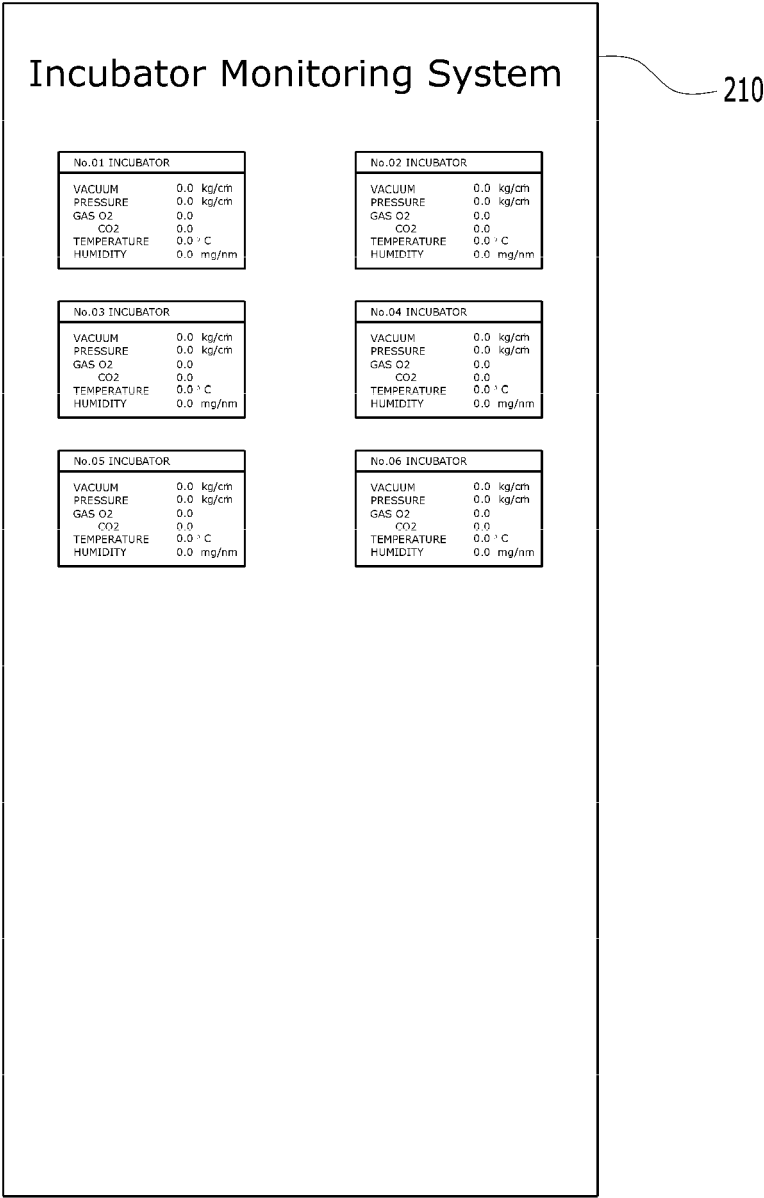 Incubator Monitoring System
210
No.01 INCUBATOR
VACUUM 0.0 kg/cm
PRESSURE 0.0 kg/cm
GAS O2 0.0
CO2 0.0
TEMPERATURE 0.0 °C
HUMIDITY 0.0 mg/nm
No.02 INCUBATOR
VACUUM 0.0 kg/cm
PRESSURE 0.0 kg/cm
GAS O2 0.0
CO2 0.0
TEMPERATURE 0.0 °C
HUMIDITY 0.0 mg/nm
No.03 INCUBATOR
VACUUM 0.0 kg/cm
PRESSURE 0.0 kg/cm
GAS O2 0.0
CO2 0.0
TEMPERATURE 0.0 °C
HUMIDITY 0.0 mg/nm
No.04 INCUBATOR
VACUUM 0.0 kg/cm
PRESSURE 0.0 kg/cm
GAS O2 0.0
CO2 0.0
TEMPERATURE 0.0 °C
HUMIDITY 0.0 mg/nm
No.05 INCUBATOR
VACUUM 0.0 kg/cm
PRESSURE 0.0 kg/cm
GAS O2 0.0
CO2 0.0
TEMPERATURE 0.0 °C
HUMIDITY 0.0 mg/nm
No.06 INCUBATOR
VACUUM 0.0 kg/cm
PRESSURE 0.0 kg/cm
GAS O2 0.0
CO2 0.0
TEMPERATURE 0.0 °C
HUMIDITY 0.0 mg/nm